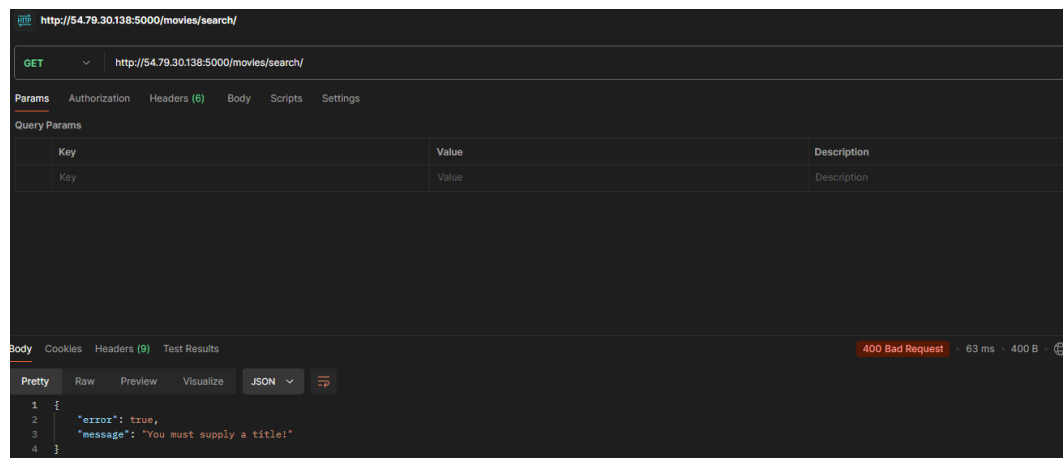 HTTP http://54.79.30.138:5000/movies/search/
GET http://54.79.30.138:5000/movies/search/
Params Authorization Headers (6) Body Scripts Settings
Query Params
Key Value Description
Key Value Description
Body Cookies Headers (9) Test Results 400 Bad Request 63 ms 400 B
Pretty Raw Preview Visualize JSON
1 {
2 "error": true,
3 "message": "You must supply a title!"
4 }